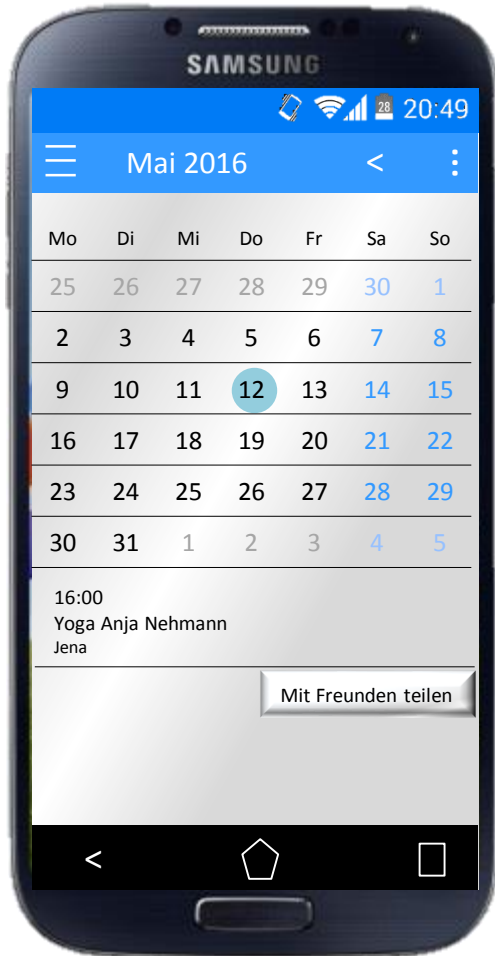 SAMSUNG
28 20:49
Mai 2016 <
Mo Di Mi Do Fr Sa So
25 26 27 28 29 30 1
2 3 4 5 6 7 8
9 10 11 12 13 14 15
16 17 18 19 20 21 22
23 24 25 26 27 28 29
30 31 1 2 3 4 5
16:00
Yoga Anja Nehmann
Jena
Mit Freunden teilen
<